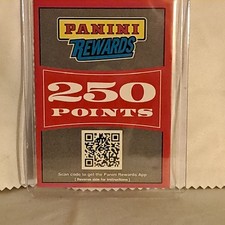 PANINI
REWARDS
250
POINTS
Scan code to get the Panini Rewards App
[ Reverse side for instructions ]